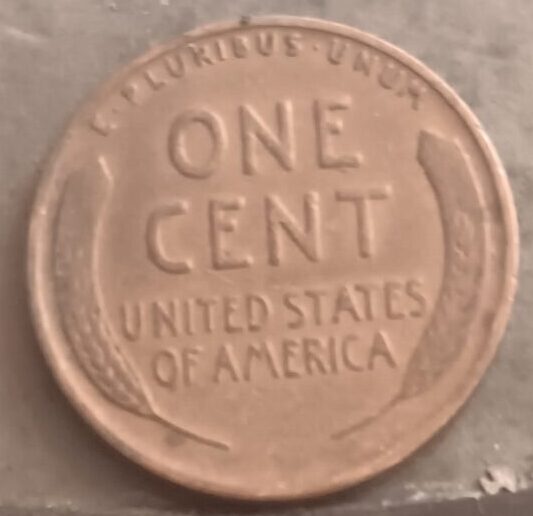 E · PLURIBUS · UNUM
ONE
CENT
UNITED STATES
OF AMERICA